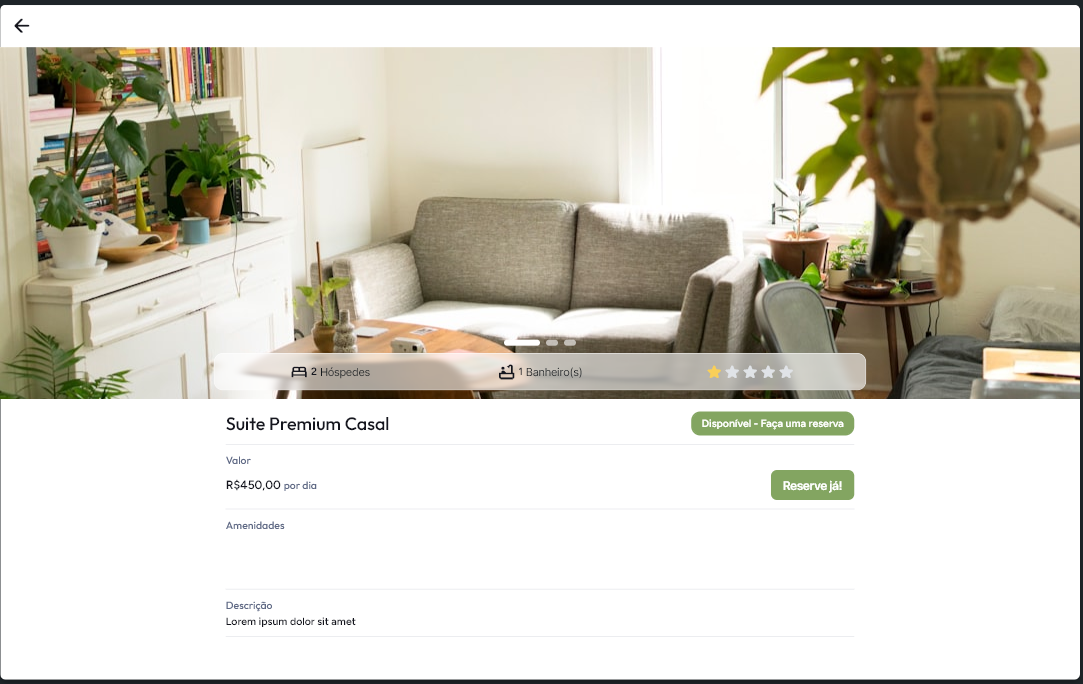 2 Hóspedes
1 Banheiro(s)
Suite Premium Casal
Disponível - Faça uma reserva
Valor
R$450,00 por dia
Reserve já!
Amenidades
Descrição
Lorem ipsum dolor sit amet